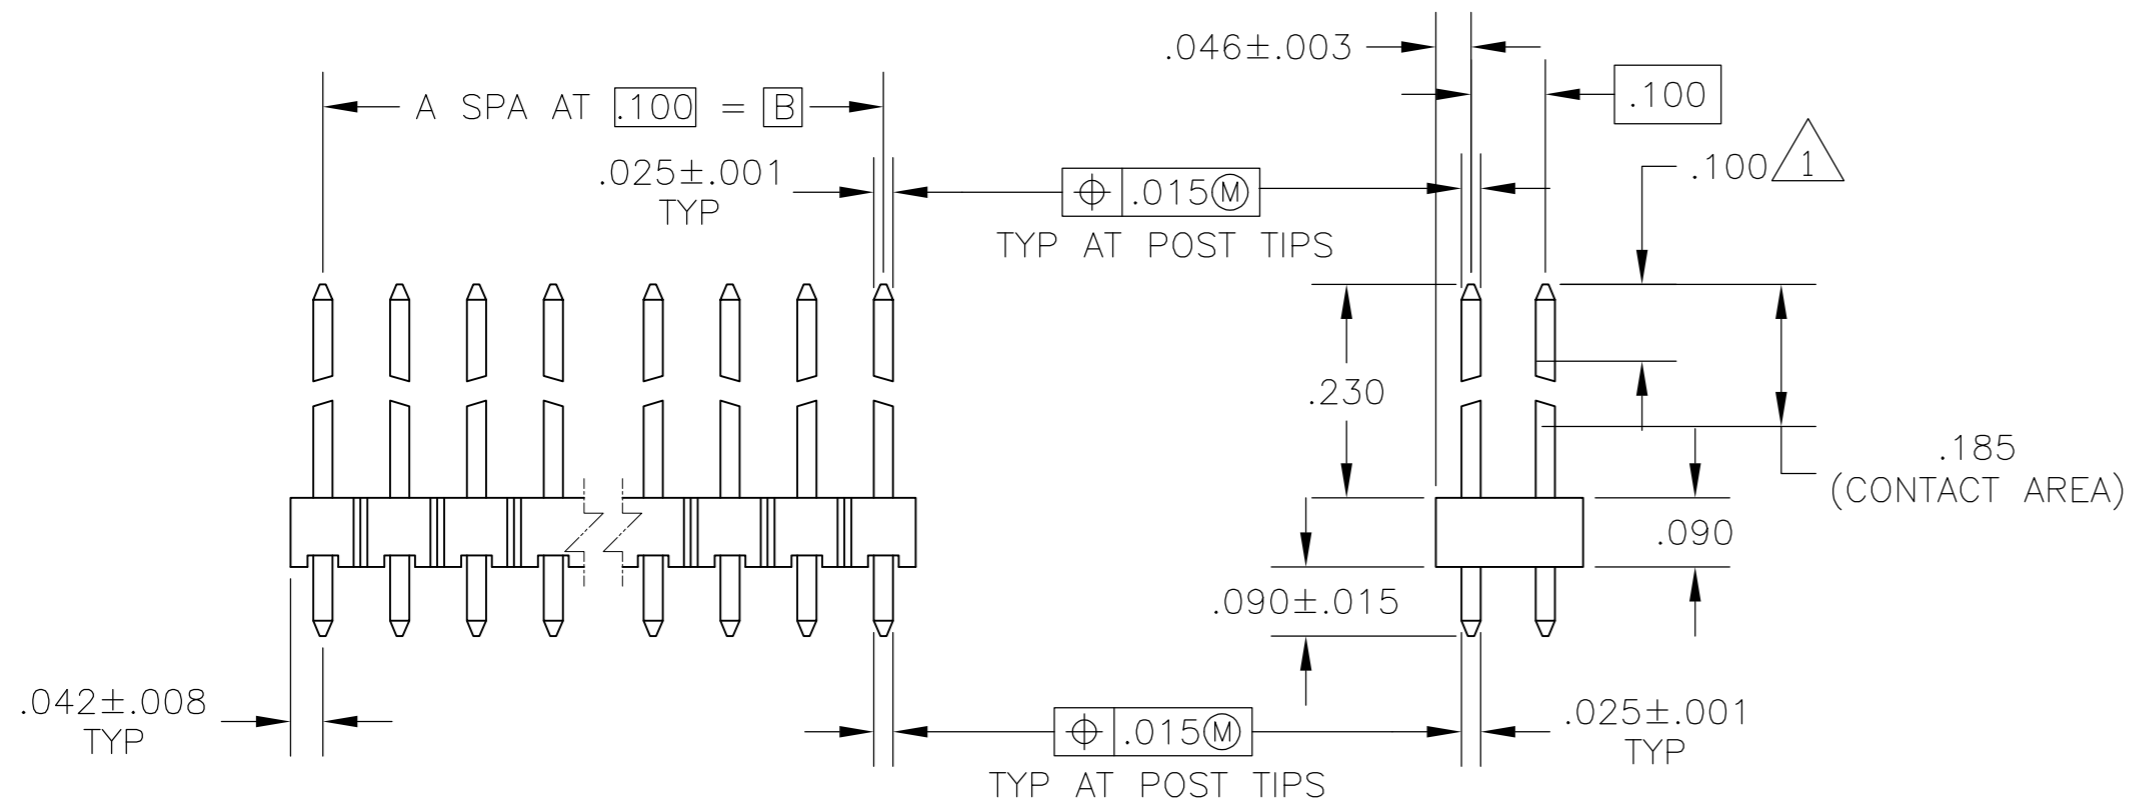 .046±.003
A SPA AT .100 = B
.100
.025±.001
TYP
⌖ .015Ⓜ
TYP AT POST TIPS
.100 1
.230
.185
(CONTACT AREA)
.090
.090±.015
.042±.008
TYP
⌖ .015Ⓜ
TYP AT POST TIPS
.025±.001
TYP